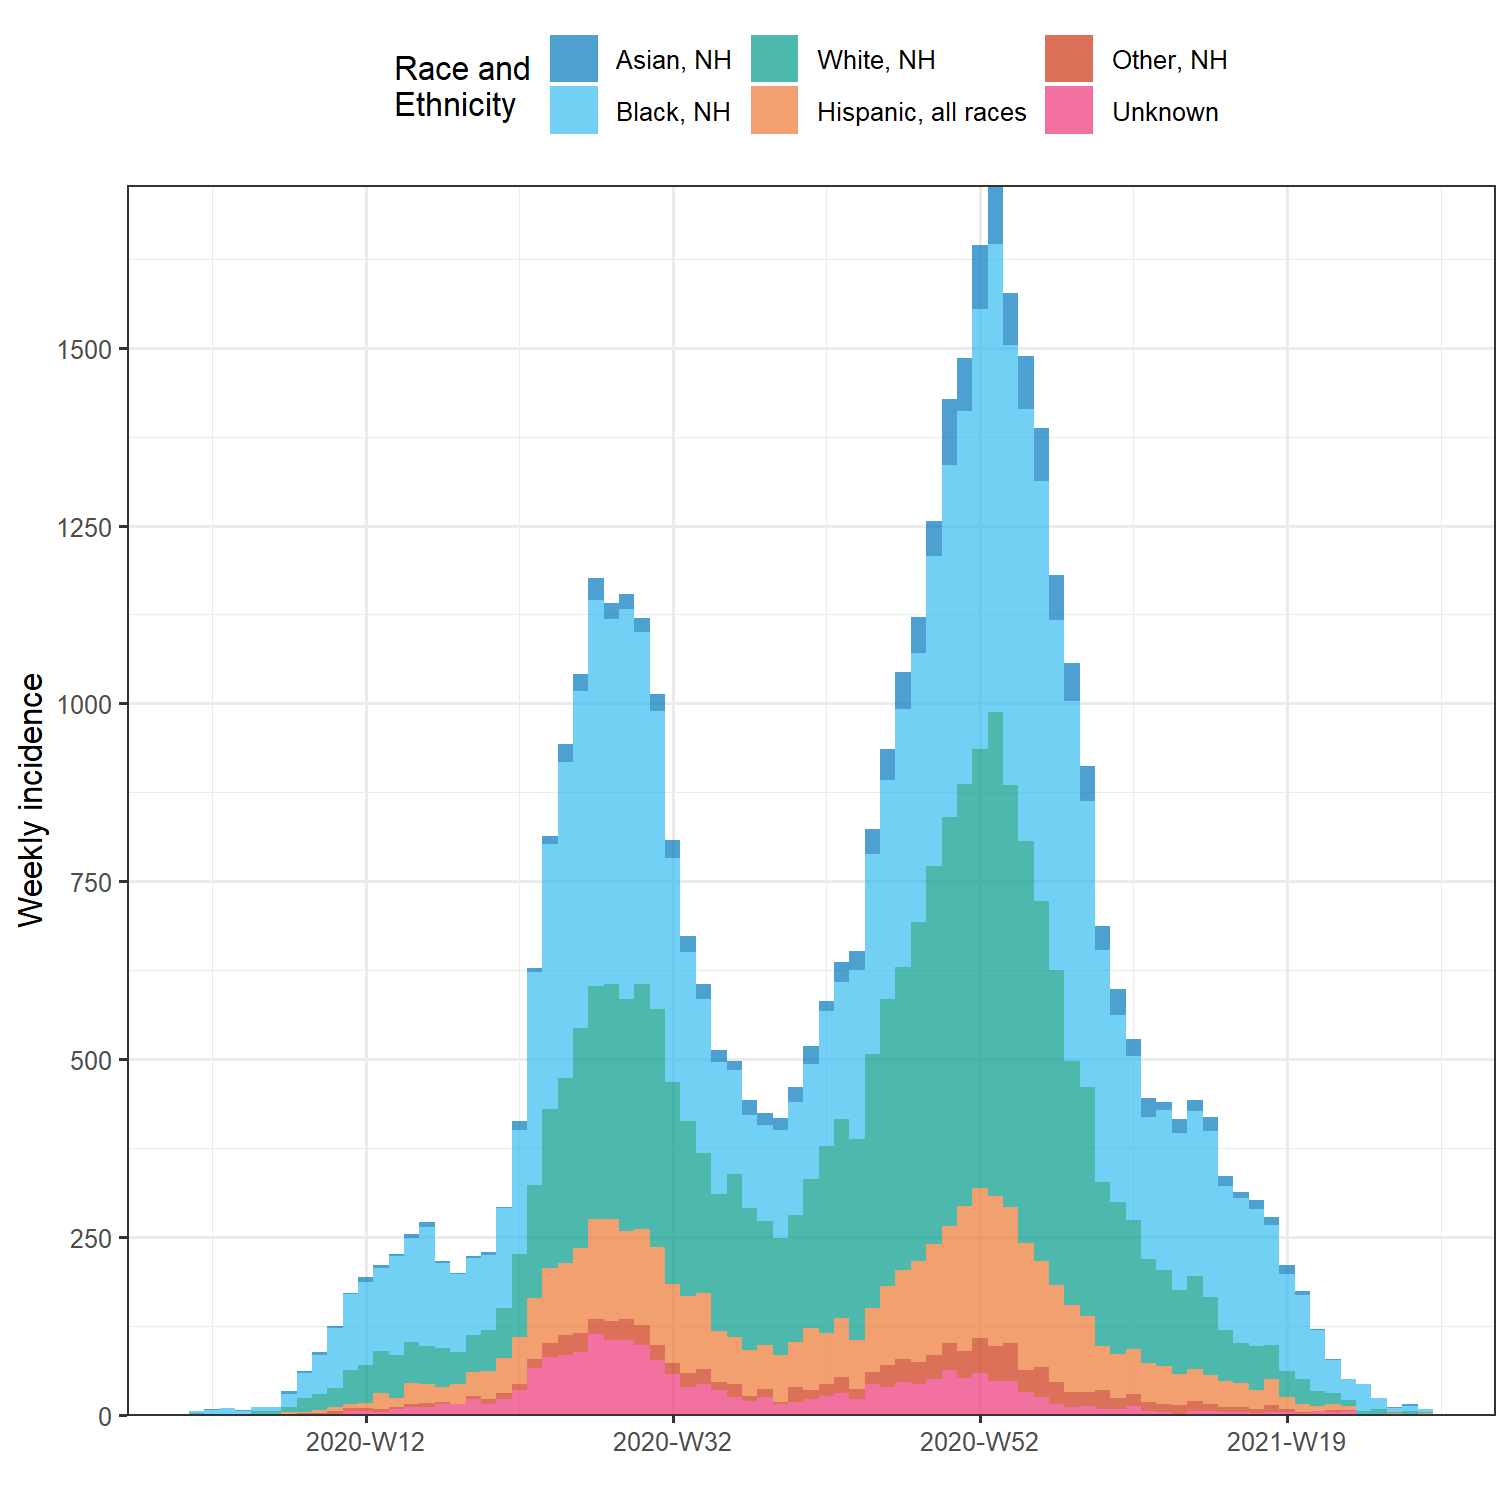 Race and
Ethnicity
Asian, NH
White, NH
Other, NH
Black, NH
Hispanic, all races
Unknown
Weekly incidence
1500
1250
1000
750
500
250
0
2020-W12
2020-W32
2020-W52
2021-W19